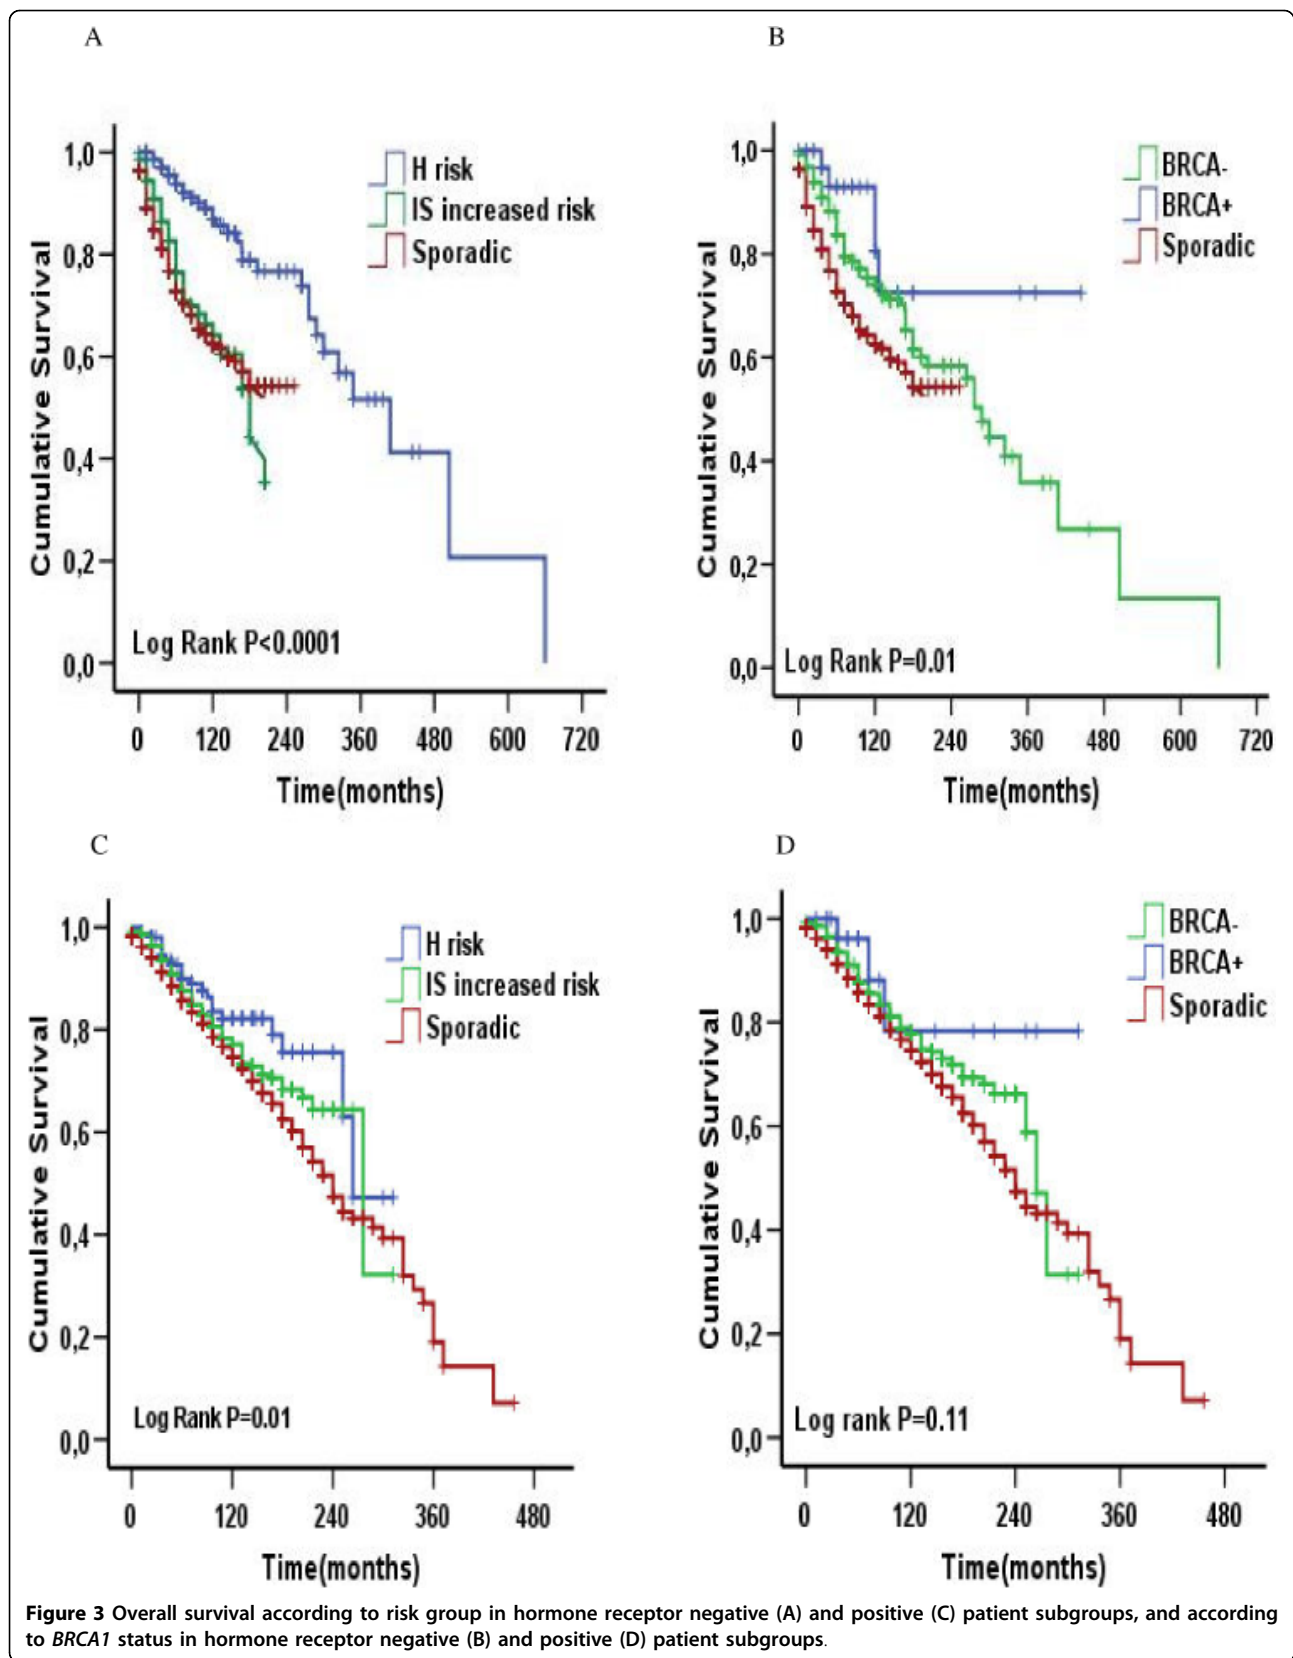 A
Cumulative Survival
1,0
0,8
0,6
0,4
0,2
0,0
H risk
IS increased risk
Sporadic
Log Rank P<0.0001
0 120 240 360 480 600 720
Time(months)
B
Cumulative Survival
1,0
0,8
0,6
0,4
0,2
0,0
BRCA-
BRCA+
Sporadic
Log Rank P=0.01
0 120 240 360 480 600 720
Time(months)
C
Cumulative Survival
1,0
0,8
0,6
0,4
0,2
0,0
H risk
IS increased risk
Sporadic
Log Rank P=0.01
0 120 240 360 480
Time(months)
D
Cumulative Survival
1,0
0,8
0,6
0,4
0,2
0,0
BRCA-
BRCA+
Sporadic
Log rank P=0.11
0 120 240 360 480
Time(months)
Figure 3 Overall survival according to risk group in hormone receptor negative (A) and positive (C) patient subgroups, and according
to BRCA1 status in hormone receptor negative (B) and positive (D) patient subgroups.